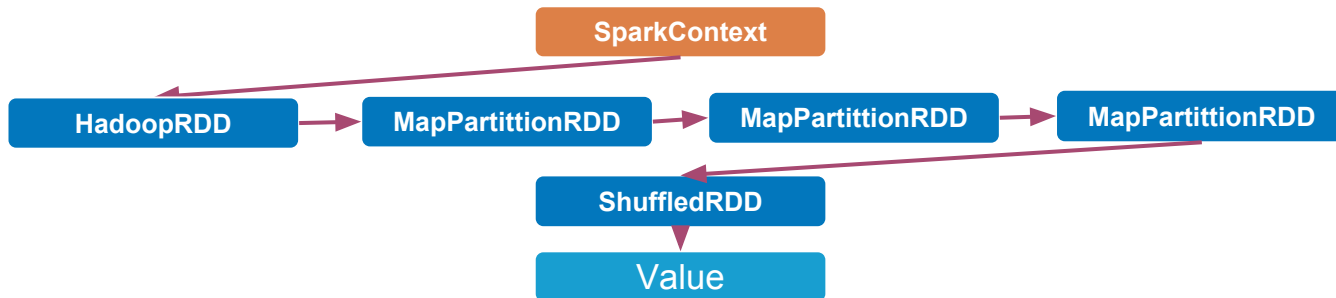 SparkContext
HadoopRDD
MapPartittionRDD
MapPartittionRDD
MapPartittionRDD
ShuffledRDD
Value